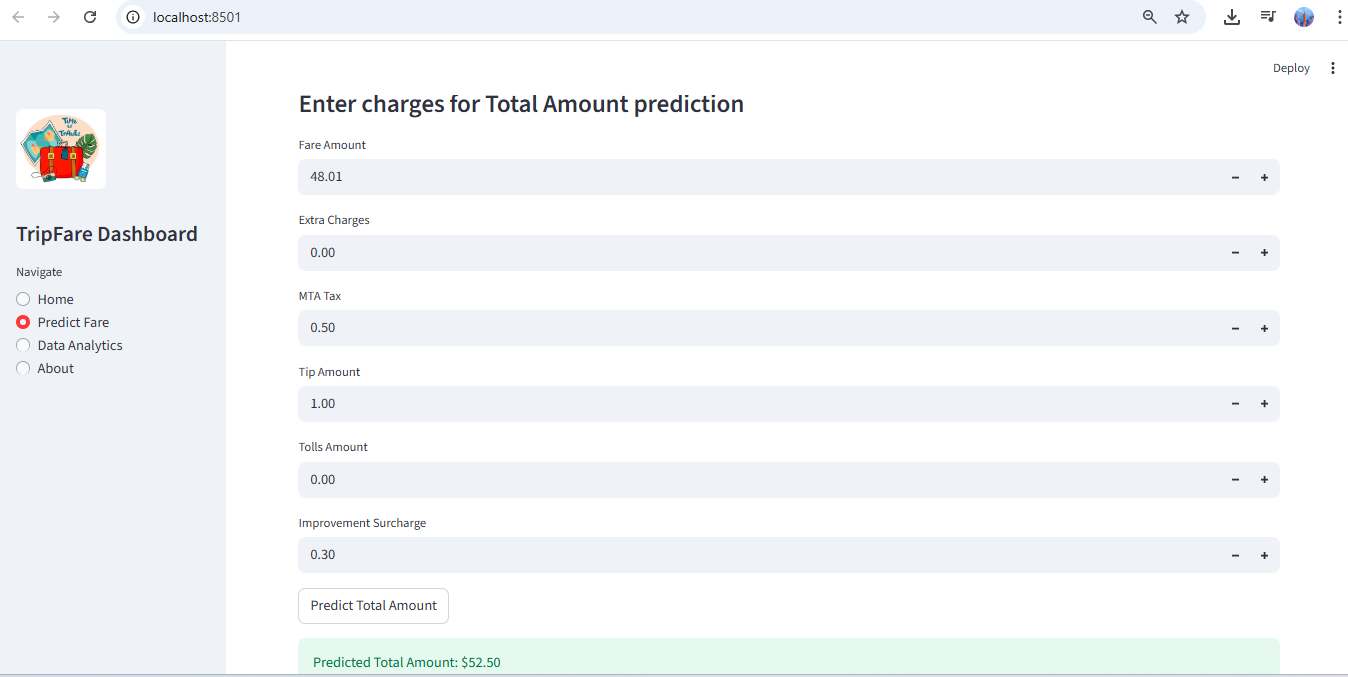 localhost:8501
Deploy
TIME
TO
TRAVEL
TripFare Dashboard
Navigate
Home
Predict Fare
Data Analytics
About
Enter charges for Total Amount prediction
Fare Amount
48.01
Extra Charges
0.00
MTA Tax
0.50
Tip Amount
1.00
Tolls Amount
0.00
Improvement Surcharge
0.30
Predict Total Amount
Predicted Total Amount: $52.50